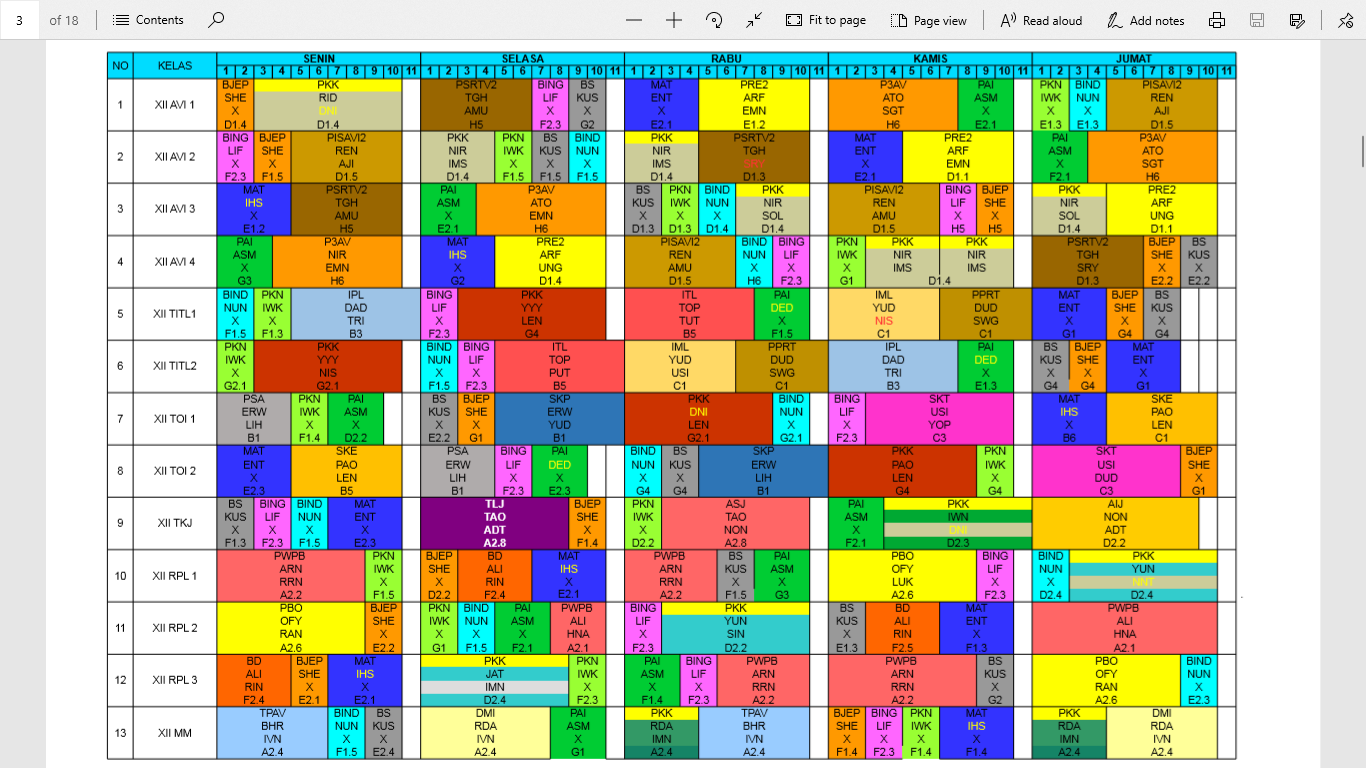 3 of 18 Contents Fit to page Page view Read aloud Add notes
NO KELAS SENIN SELASA RABU KAMIS JUMAT
1 2 3 4 5 6 7 8 9 10 11 1 2 3 4 5 6 7 8 9 10 11 1 2 3 4 5 6 7 8 9 10 11 1 2 3 4 5 6 7 8 9 10 11 1 2 3 4 5 6 7 8 9 10 11
BJEP PKK PSRTV2 BING BS MAT PRE2 P3AV PAI PKN BIND PISAVI2
1 XII AVI 1 SHE RID TGH LIF KUS ENT ARF ATO ASM IWK NUN REN
X DNI AMU X X X EMN SGT X X X AJI
D1.4 D1.4 H5 F2.3 G2 E2.1 E1.2 H6 E2.1 E1.3 E1.3 D1.5
BING BJEP PISAVI2 PKK PKN BS BIND PKK PSRTV2 MAT PRE2 PAI P3AV
2 XII AVI 2 LIF SHE REN NIR IWK KUS NUN NIR TGH ENT ARF ASM ATO
X X AJI IMS X X X IMS X EMN X SGT
F2.3 F1.5 D1.5 D1.4 F1.5 F1.5 F1.5 D1.4 D1.3 E2.1 D1.1 F2.1 H6
MAT PSRTV2 PAI P3AV BS PKN BIND PKK PISAVI2 BING BJEP PKK PRE2
3 XII AVI 3 IHS TGH ASM ATO KUS IWK NUN NIR REN LIF SHE NIR ARF
X AMU X EMN X X X SOL AMU X X SOL UNG
E1.2 H5 E2.1 H6 D1.3 D1.3 D1.4 D1.4 D1.5 H5 H5 D1.4 D1.1
PAI P3AV MAT PRE2 PISAVI2 BIND BING PKN PKK PKK PSRTV2 BJEP BS
4 XII AVI 4 ASM NIR IHS ARF REN NUN LIF IWK NIR NIR TGH SHE KUS
X EMN X UNG AMU X X X IMS IMS SRY X X
G3 H6 G2 D1.4 D1.5 H6 F2.3 G1 D1.4 D1.3 E2.2 E2.2
BIND PKN IPL BING PKK ITL PAI IML PPRT MAT BJEP BS
5 XII TITL1 NUN IWK DAD LIF YYY TOP DED YUD DUD ENT SHE KUS
X X TRI X LEN TUT X NIS SWG X X X
F1.5 F1.3 B3 F2.3 G4 B5 F1.5 C1 C1 G1 G4 G4
PKN PKK BIND BING ITL IML PPRT IPL PAI BS BJEP MAT
6 XII TITL2 IWK YYY NUN LIF TOP YUD DUD DAD DED KUS SHE ENT
X NIS X X PUT USI SWG TRI X X X X
G2.1 G2.1 F1.5 F2.3 B5 C1 C1 B3 E1.3 G4 G4 G1
PSA PKN PAI BS BJEP SKP PKK BIND BING SKT MAT SKE
7 XII TOI 1 ERW IWK ASM KUS SHE ERW DNI NUN LIF USI IHS PAO
LIH X X X X YUD LEN X X YOP X LEN
B1 F1.4 D2.2 E2.2 G1 B1 G2.1 G2.1 F2.3 C3 B6 C1
MAT SKE PSA BING PAI BIND BS SKP PKK PKN SKT BJEP
8 XII TOI 2 ENT PAO ERW LIF DED NUN KUS ERW PAO IWK USI SHE
X LEN LIH X X X X LIH LEN X DUD X
E2.3 B5 B1 F2.3 E2.3 G4 G4 B1 G4 G4 C3 G1
BS BING BIND MAT TLJ BJEP PKN ASJ PAI PKK AIJ
9 XII TKJ KUS LIF NUN ENT TAO SHE IWK TAO ASM IWN NON
X X X X ADT X X NON X DNI ADT
F1.3 F2.3 F1.5 E2.3 A2.8 F1.4 D2.2 A2.8 F2.1 D2.3 D2.2
PWPB PKN BJEP BD MAT PWPB BS PAI PBO BING BIND PKK
10 XII RPL 1 ARN IWK SHE ALI IHS ARN KUS ASM OFY LIF NUN YUN
RRN X X RIN X RRN X X LUK X X NNT
A2.2 F1.5 D2.2 F2.4 E2.1 A2.2 F1.5 G3 A2.6 F2.3 D2.4 D2.4
PBO BJEP PKN BIND PAI PWPB BING PKK BS BD MAT PWPB
11 XII RPL 2 OFY SHE IWK NUN ASM ALI LIF YUN KUS ALI ENT ALI
RAN X X X X HNA X SIN X RIN X HNA
A2.6 E2.2 G1 F1.5 F2.1 A2.1 F2.3 D2.2 E1.3 F2.5 F1.3 A2.1
BD BJEP MAT PKK PKN PAI BING PWPB PWPB BS PBO BIND
12 XII RPL 3 ALI SHE IHS JAT IWK ASM LIF ARN ARN KUS OFY NUN
RIN X X IMN X X X RRN RRN X RAN X
F2.4 E2.1 E2.1 D2.4 F2.3 F1.4 F2.3 A2.2 A2.2 G2 A2.6 E2.3
TPAV BIND BS DMI PAI PKK TPAV BJEP BING PKN MAT PKK DMI
13 XII MM BHR NUN KUS RDA ASM RDA BHR SHE LIF IWK IHS RDA RDA
IVN X X IVN X IMN IVN X X X X IMN IVN
A2.4 F1.5 E2.4 A2.4 G1 A2.4 A2.4 F1.4 F2.3 F1.4 F1.4 A2.4 A2.4